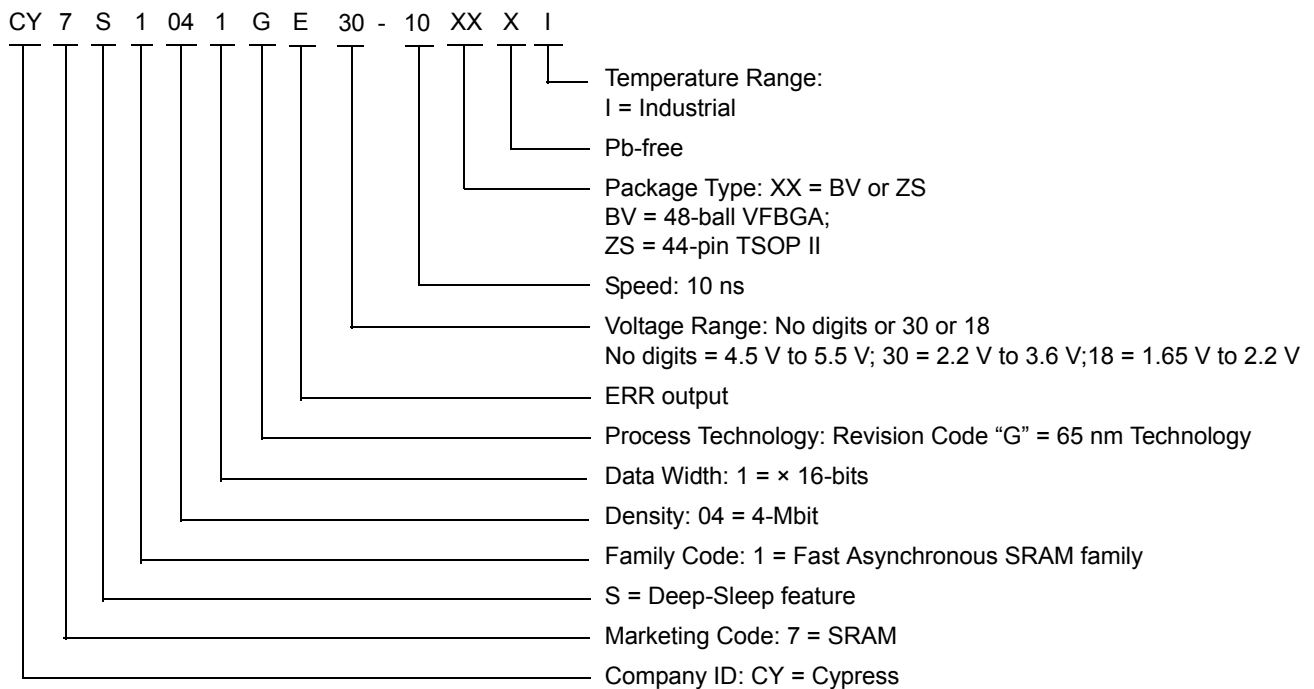 CY 7 S 1 04 1 G E 30 - 10 XX X I
Temperature Range:
I = Industrial
Pb-free
Package Type: XX = BV or ZS
BV = 48-ball VFBGA;
ZS = 44-pin TSOP II
Speed: 10 ns
Voltage Range: No digits or 30 or 18
No digits = 4.5 V to 5.5 V; 30 = 2.2 V to 3.6 V;18 = 1.65 V to 2.2 V
ERR output
Process Technology: Revision Code “G” = 65 nm Technology
Data Width: 1 = × 16-bits
Density: 04 = 4-Mbit
Family Code: 1 = Fast Asynchronous SRAM family
S = Deep-Sleep feature
Marketing Code: 7 = SRAM
Company ID: CY = Cypress